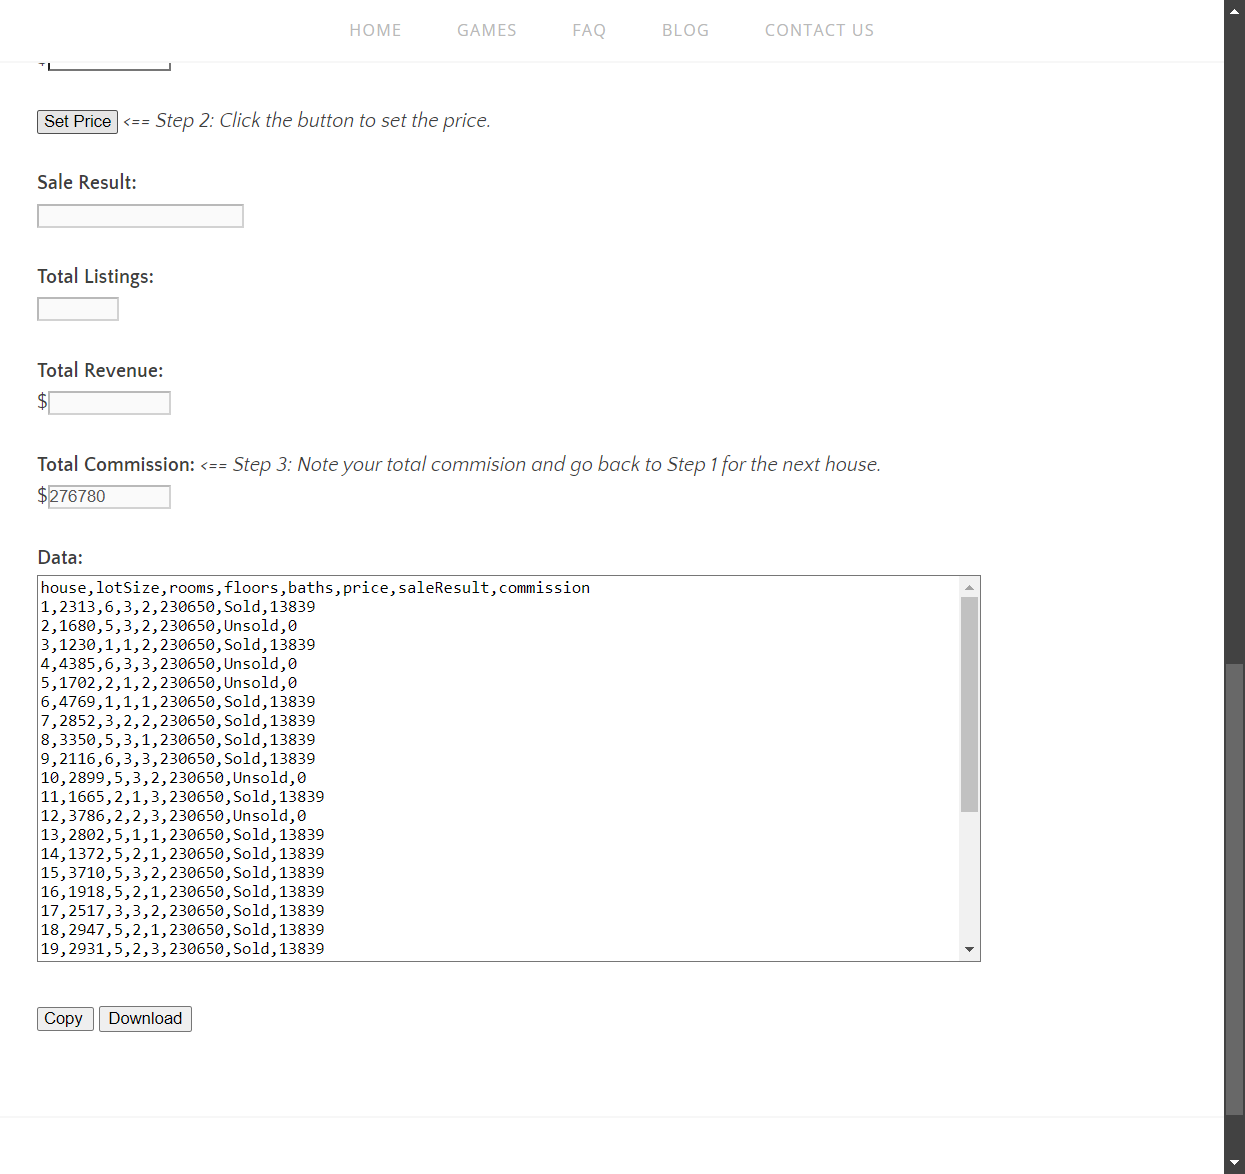 HOME GAMES FAQ BLOG CONTACT US
$
Set Price <== Step 2: Click the button to set the price.
Sale Result:
Total Listings:
Total Revenue:
$
Total Commission: <== Step 3: Note your total commision and go back to Step 1 for the next house.
$276780
Data:
house,lotSize,rooms,floors,baths,price,saleResult,commission
1,2313,6,3,2,230650,Sold,13839
2,1680,5,3,2,230650,Unsold,0
3,1230,1,1,2,230650,Sold,13839
4,4385,6,3,3,230650,Unsold,0
5,1702,2,1,2,230650,Unsold,0
6,4769,1,1,1,230650,Sold,13839
7,2852,3,2,2,230650,Sold,13839
8,3350,5,3,1,230650,Sold,13839
9,2116,6,3,3,230650,Sold,13839
10,2899,5,3,2,230650,Unsold,0
11,1665,2,1,3,230650,Sold,13839
12,3786,2,2,3,230650,Unsold,0
13,2802,5,1,1,230650,Sold,13839
14,1372,5,2,1,230650,Sold,13839
15,3710,5,3,2,230650,Sold,13839
16,1918,5,2,1,230650,Sold,13839
17,2517,3,3,2,230650,Sold,13839
18,2947,5,2,1,230650,Sold,13839
19,2931,5,2,3,230650,Sold,13839
Copy Download